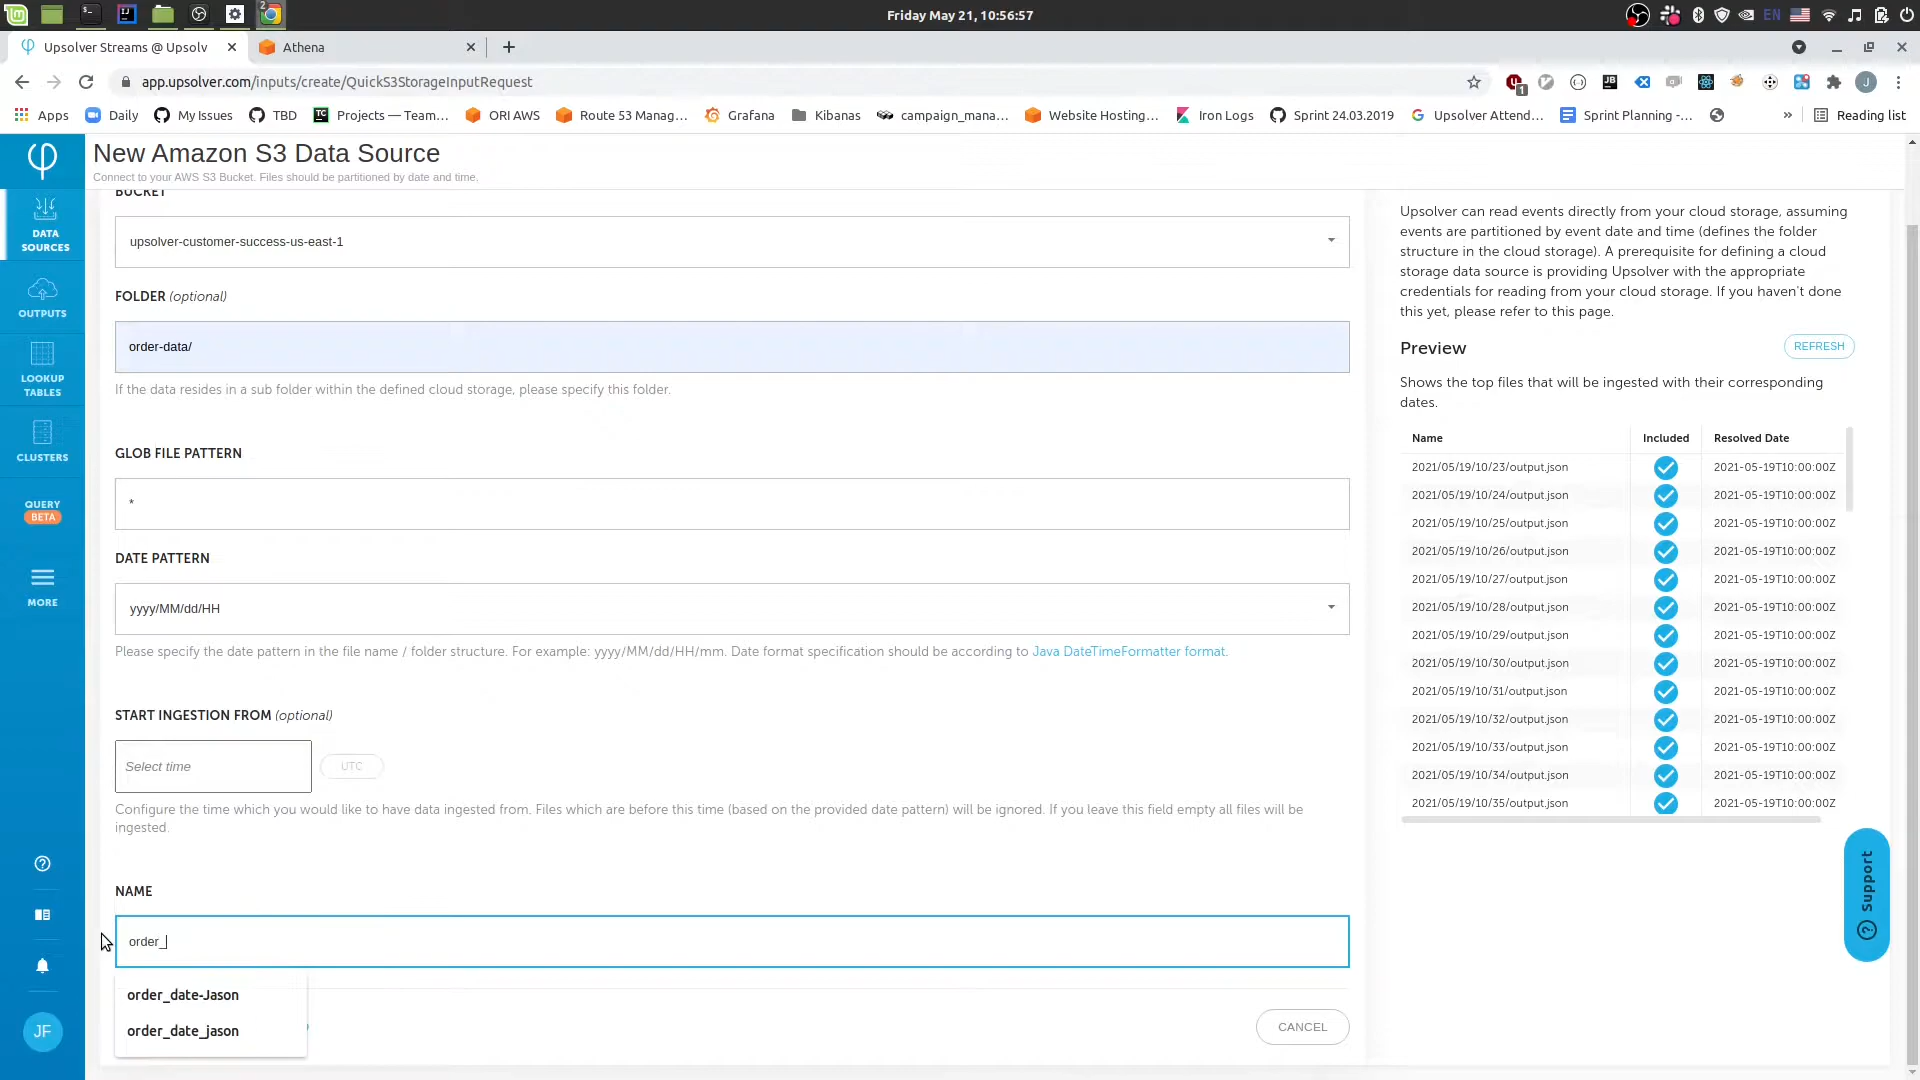 Friday May 21, 10:56:57
EN
Upsolver Streams @ Upsolv
Athena
app.upsolver.com/inputs/create/QuickS3StorageInputRequest
1
J
Apps
Daily
My Issues
TBD
Projects — Team...
ORI AWS
Route 53 Manag...
Grafana
Kibanas
campaign_mana...
Website Hosting...
Iron Logs
Sprint 24.03.2019
Upsolver Attend...
Sprint Planning -...
»
Reading list
New Amazon S3 Data Source
Connect to your AWS S3 Bucket. Files should be partitioned by date and time.
DATA SOURCES
OUTPUTS
LOOKUP TABLES
CLUSTERS
QUERY
BETA
MORE
JF
BUCKET
upsolver-customer-success-us-east-1
FOLDER (optional)
order-data/
If the data resides in a sub folder within the defined cloud storage, please specify this folder.
GLOB FILE PATTERN
*
DATE PATTERN
yyyy/MM/dd/HH
Please specify the date pattern in the file name / folder structure. For example: yyyy/MM/dd/HH/mm. Date format specification should be according to Java DateTimeFormatter format.
START INGESTION FROM (optional)
Select time
UTC
Configure the time which you would like to have data ingested from. Files which are before this time (based on the provided date pattern) will be ignored. If you leave this field empty all files will be
ingested.
NAME
order_
order_date-Jason
order_date_jason
CANCEL
Upsolver can read events directly from your cloud storage, assuming
events are partitioned by event date and time (defines the folder
structure in the cloud storage). A prerequisite for defining a cloud
storage data source is providing Upsolver with the appropriate
credentials for reading from your cloud storage. If you haven't done
this yet, please refer to this page.
Preview
REFRESH
Shows the top files that will be ingested with their corresponding
dates.
Name Included Resolved Date
2021/05/19/10/23/output.json 2021-05-19T10:00:00Z
2021/05/19/10/24/output.json 2021-05-19T10:00:00Z
2021/05/19/10/25/output.json 2021-05-19T10:00:00Z
2021/05/19/10/26/output.json 2021-05-19T10:00:00Z
2021/05/19/10/27/output.json 2021-05-19T10:00:00Z
2021/05/19/10/28/output.json 2021-05-19T10:00:00Z
2021/05/19/10/29/output.json 2021-05-19T10:00:00Z
2021/05/19/10/30/output.json 2021-05-19T10:00:00Z
2021/05/19/10/31/output.json 2021-05-19T10:00:00Z
2021/05/19/10/32/output.json 2021-05-19T10:00:00Z
2021/05/19/10/33/output.json 2021-05-19T10:00:00Z
2021/05/19/10/34/output.json 2021-05-19T10:00:00Z
2021/05/19/10/35/output.json 2021-05-19T10:00:00Z
Support